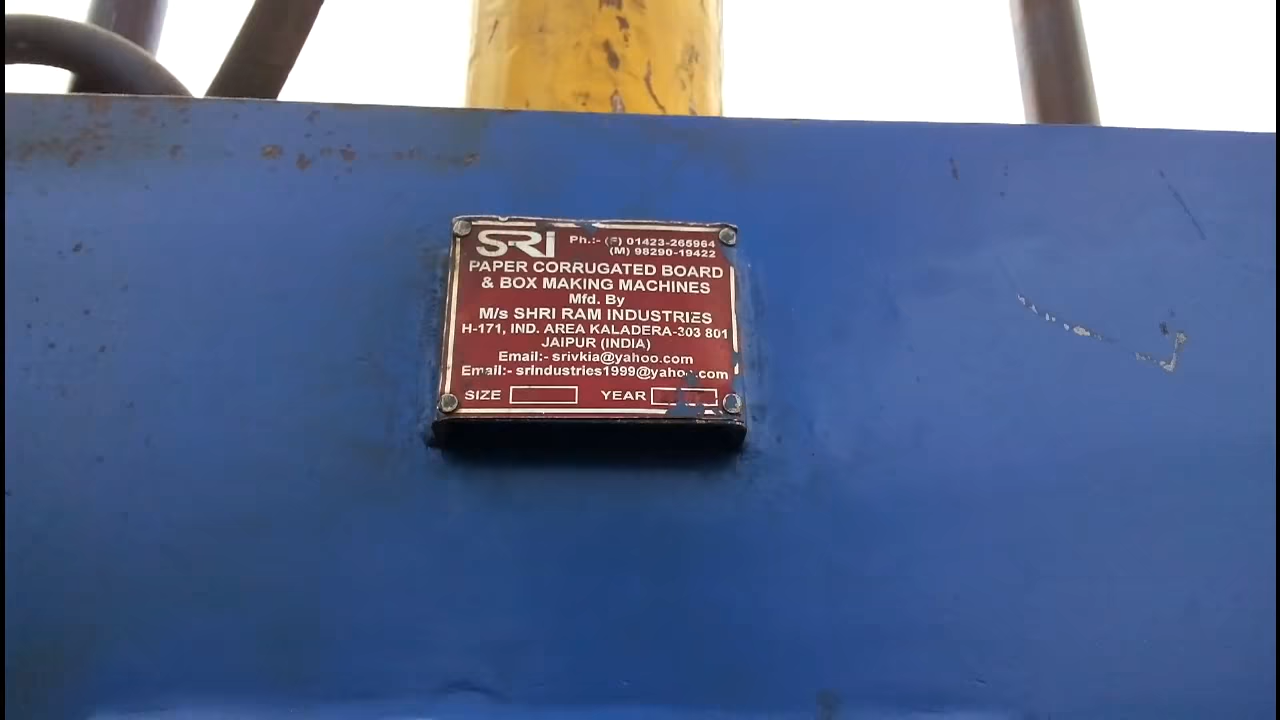 SRI Ph.:- (F) 01423-265964
(M) 98290-19422
PAPER CORRUGATED BOARD
& BOX MAKING MACHINES
Mfd. By
M/s SHRI RAM INDUSTRIES
H-171, IND. AREA KALADERA-303 801
JAIPUR (INDIA)
Email:- srivkia@yahoo.com
Email:- srindustries1999@yahoo.com
SIZE YEAR